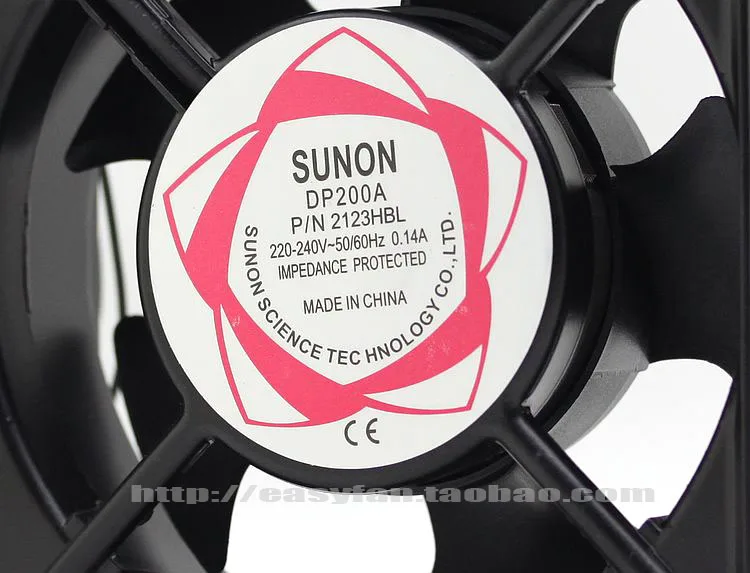 SUNON
DP200A
P/N 2123HBL
220-240V~50/60Hz 0.14A
IMPEDANCE PROTECTED
MADE IN CHINA
SUNON SCIENCE TEC HNOLOGY CO.,LTD.
CE
http://easyfan.taobao.com